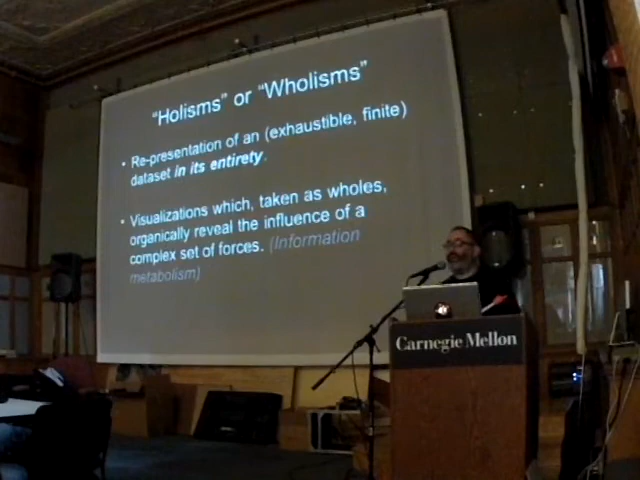 "Holisms" or "Wholisms"
• Re-presentation of an (exhaustible, finite)
dataset in its entirety.
• Visualizations which, taken as wholes,
organically reveal the influence of a
complex set of forces. (Information
metabolism)
Carnegie Mellon